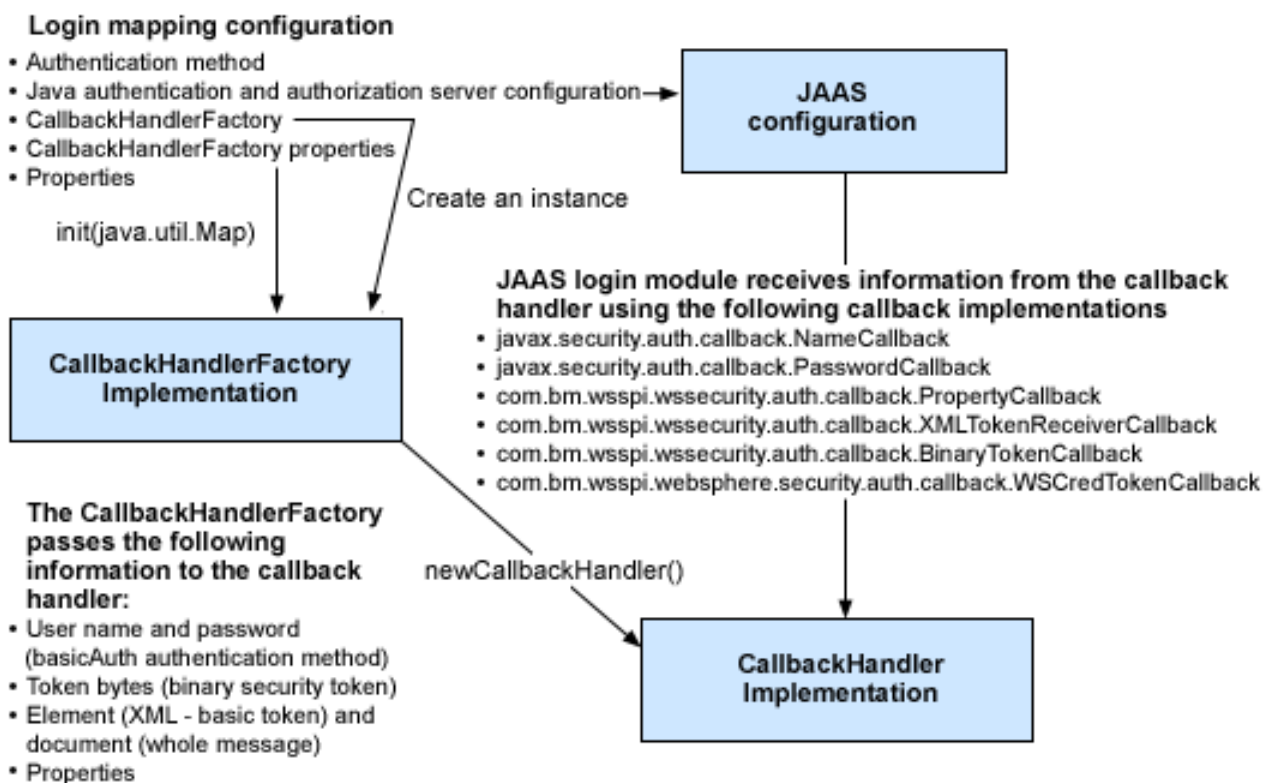 Login mapping configuration
• Authentication method
• Java authentication and authorization server configuration
• CallbackHandlerFactory
• CallbackHandlerFactory properties
• Properties
JAAS
configuration
Create an instance
init(java.util.Map)
JAAS login module receives information from the callback
handler using the following callback implementations
• javax.security.auth.callback.NameCallback
• javax.security.auth.callback.PasswordCallback
• com.bm.wsspi.wssecurity.auth.callback.PropertyCallback
• com.bm.wsspi.wssecurity.auth.callback.XMLTokenReceiverCallback
• com.bm.wsspi.wssecurity.auth.callback.BinaryTokenCallback
• com.bm.wsspi.websphere.security.auth.callback.WSCredTokenCallback
CallbackHandlerFactory
Implementation
The CallbackHandlerFactory
passes the following
information to the callback
handler:
• User name and password
(basicAuth authentication method)
• Token bytes (binary security token)
• Element (XML - basic token) and
document (whole message)
• Properties
newCallbackHandler()
CallbackHandler
Implementation